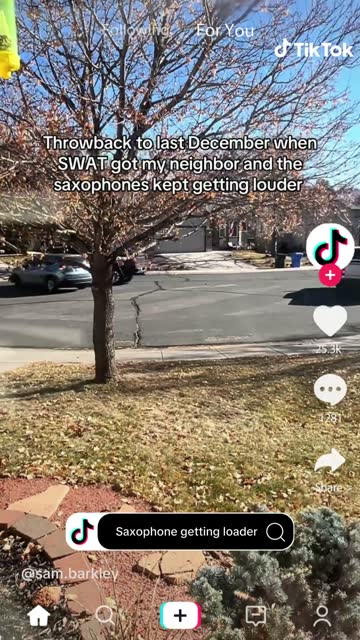 Following
For You
TikTok
Throwback to last December when
SWAT got my neighbor and the
saxophones kept getting louder
25.3K
1281
Share
Saxophone getting loader
@sam.barkley